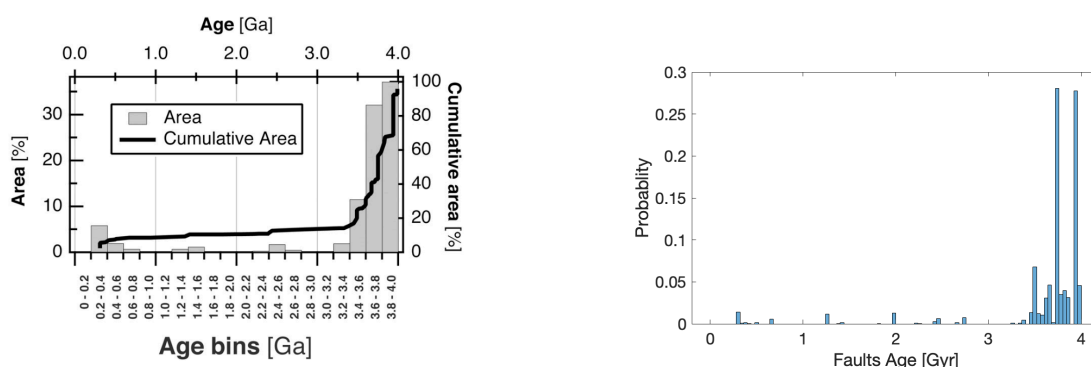 Age [Ga]
0.0 1.0 2.0 3.0 4.0
30
20
10
0
Area [%]
Area
Cumulative Area
100
80
60
40
20
0
Cumulative area [%]
0 - 0.2
0.2 - 0.4
0.4 - 0.6
0.6 - 0.8
0.8 - 1.0
1.0 - 1.2
1.2 - 1.4
1.4 - 1.6
1.6 - 1.8
1.8 - 2.0
2.0 - 2.2
2.2 - 2.4
2.4 - 2.6
2.6 - 2.8
2.8 - 3.0
3.0 - 3.2
3.2 - 3.4
3.4 - 3.6
3.6 - 3.8
3.8 - 4.0
Age bins [Ga]
0.3
0.25
0.2
0.15
0.1
0.05
0
Probablity
0 1 2 3 4
Faults Age [Gyr]